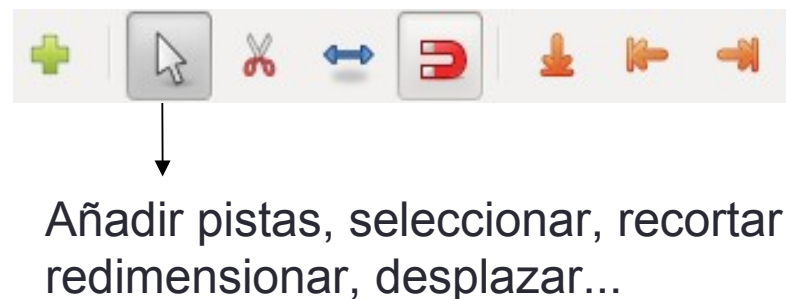 Añadir pistas, seleccionar, recortar
redimensionar, desplazar...